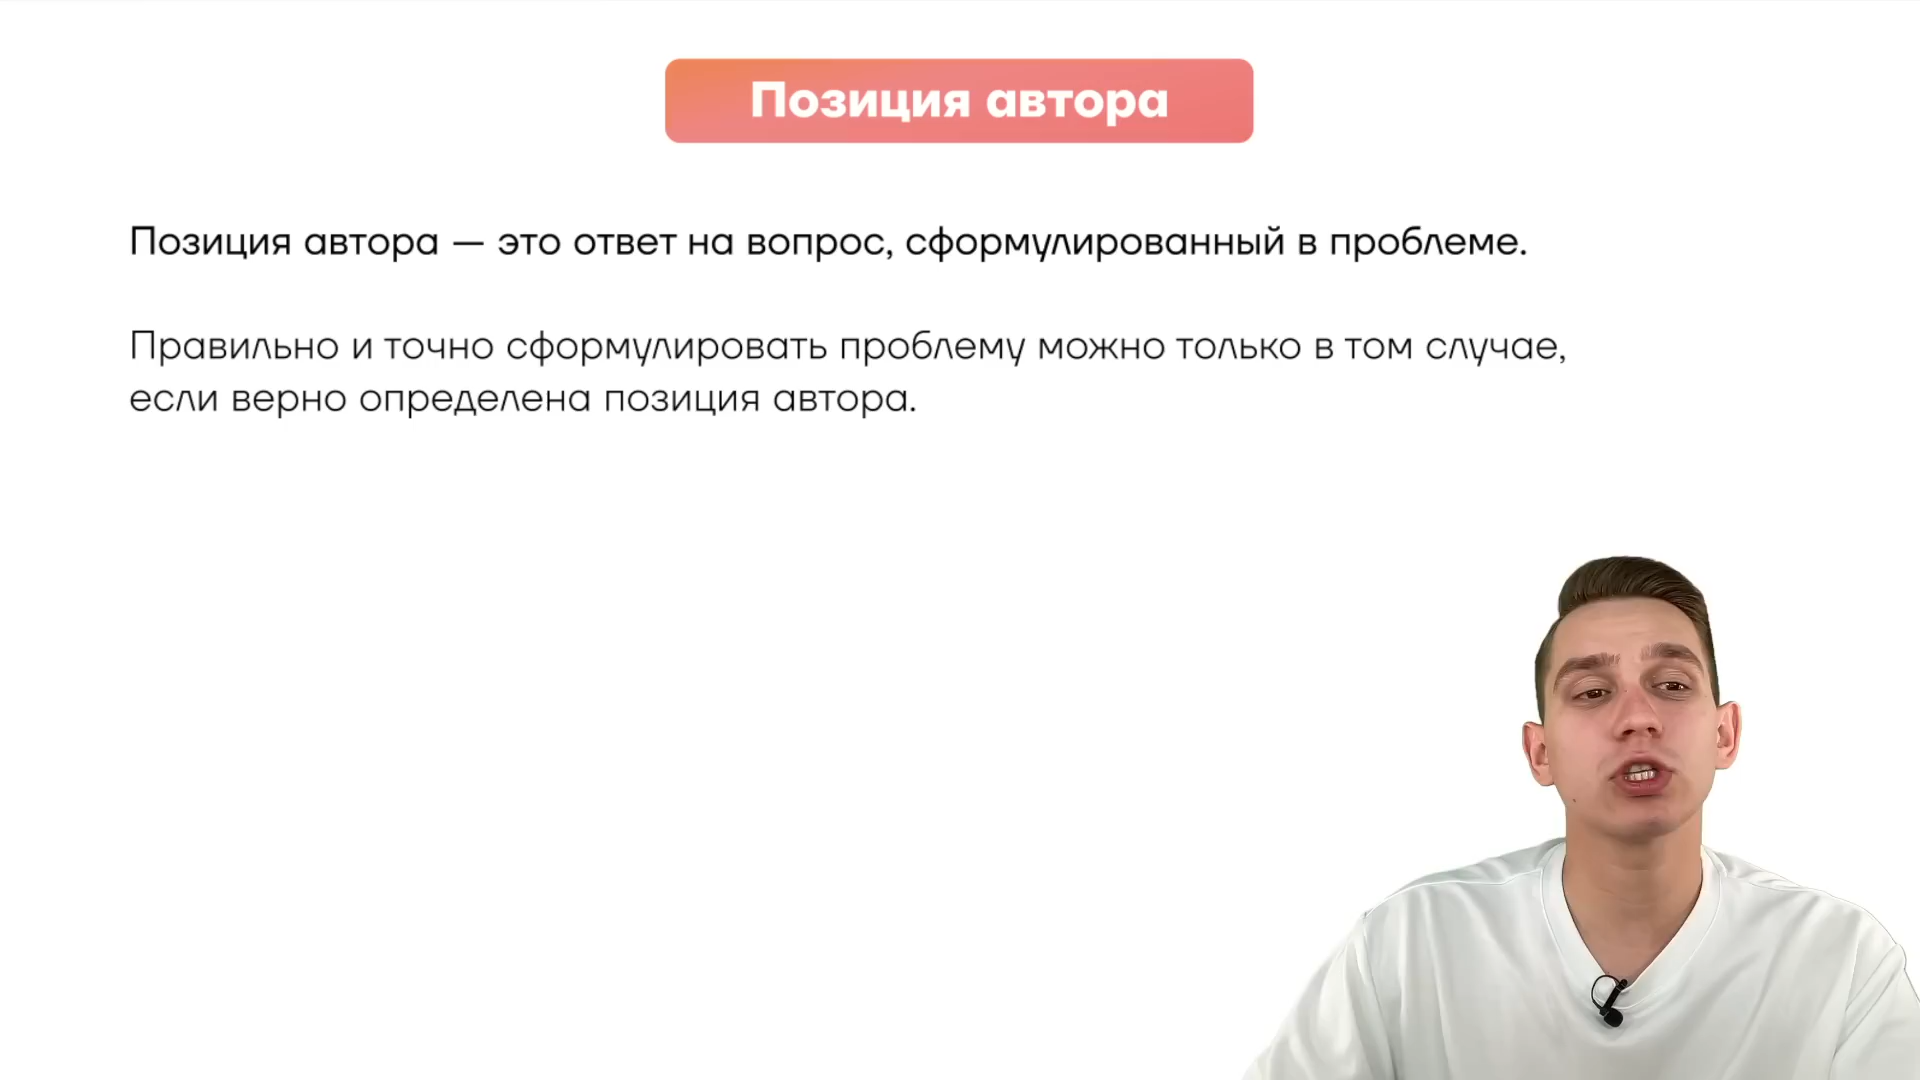 Позиция автора
Позиция автора — это ответ на вопрос, сформулированный в проблеме.
Правильно и точно сформулировать проблему можно только в том случае,
если верно определена позиция автора.